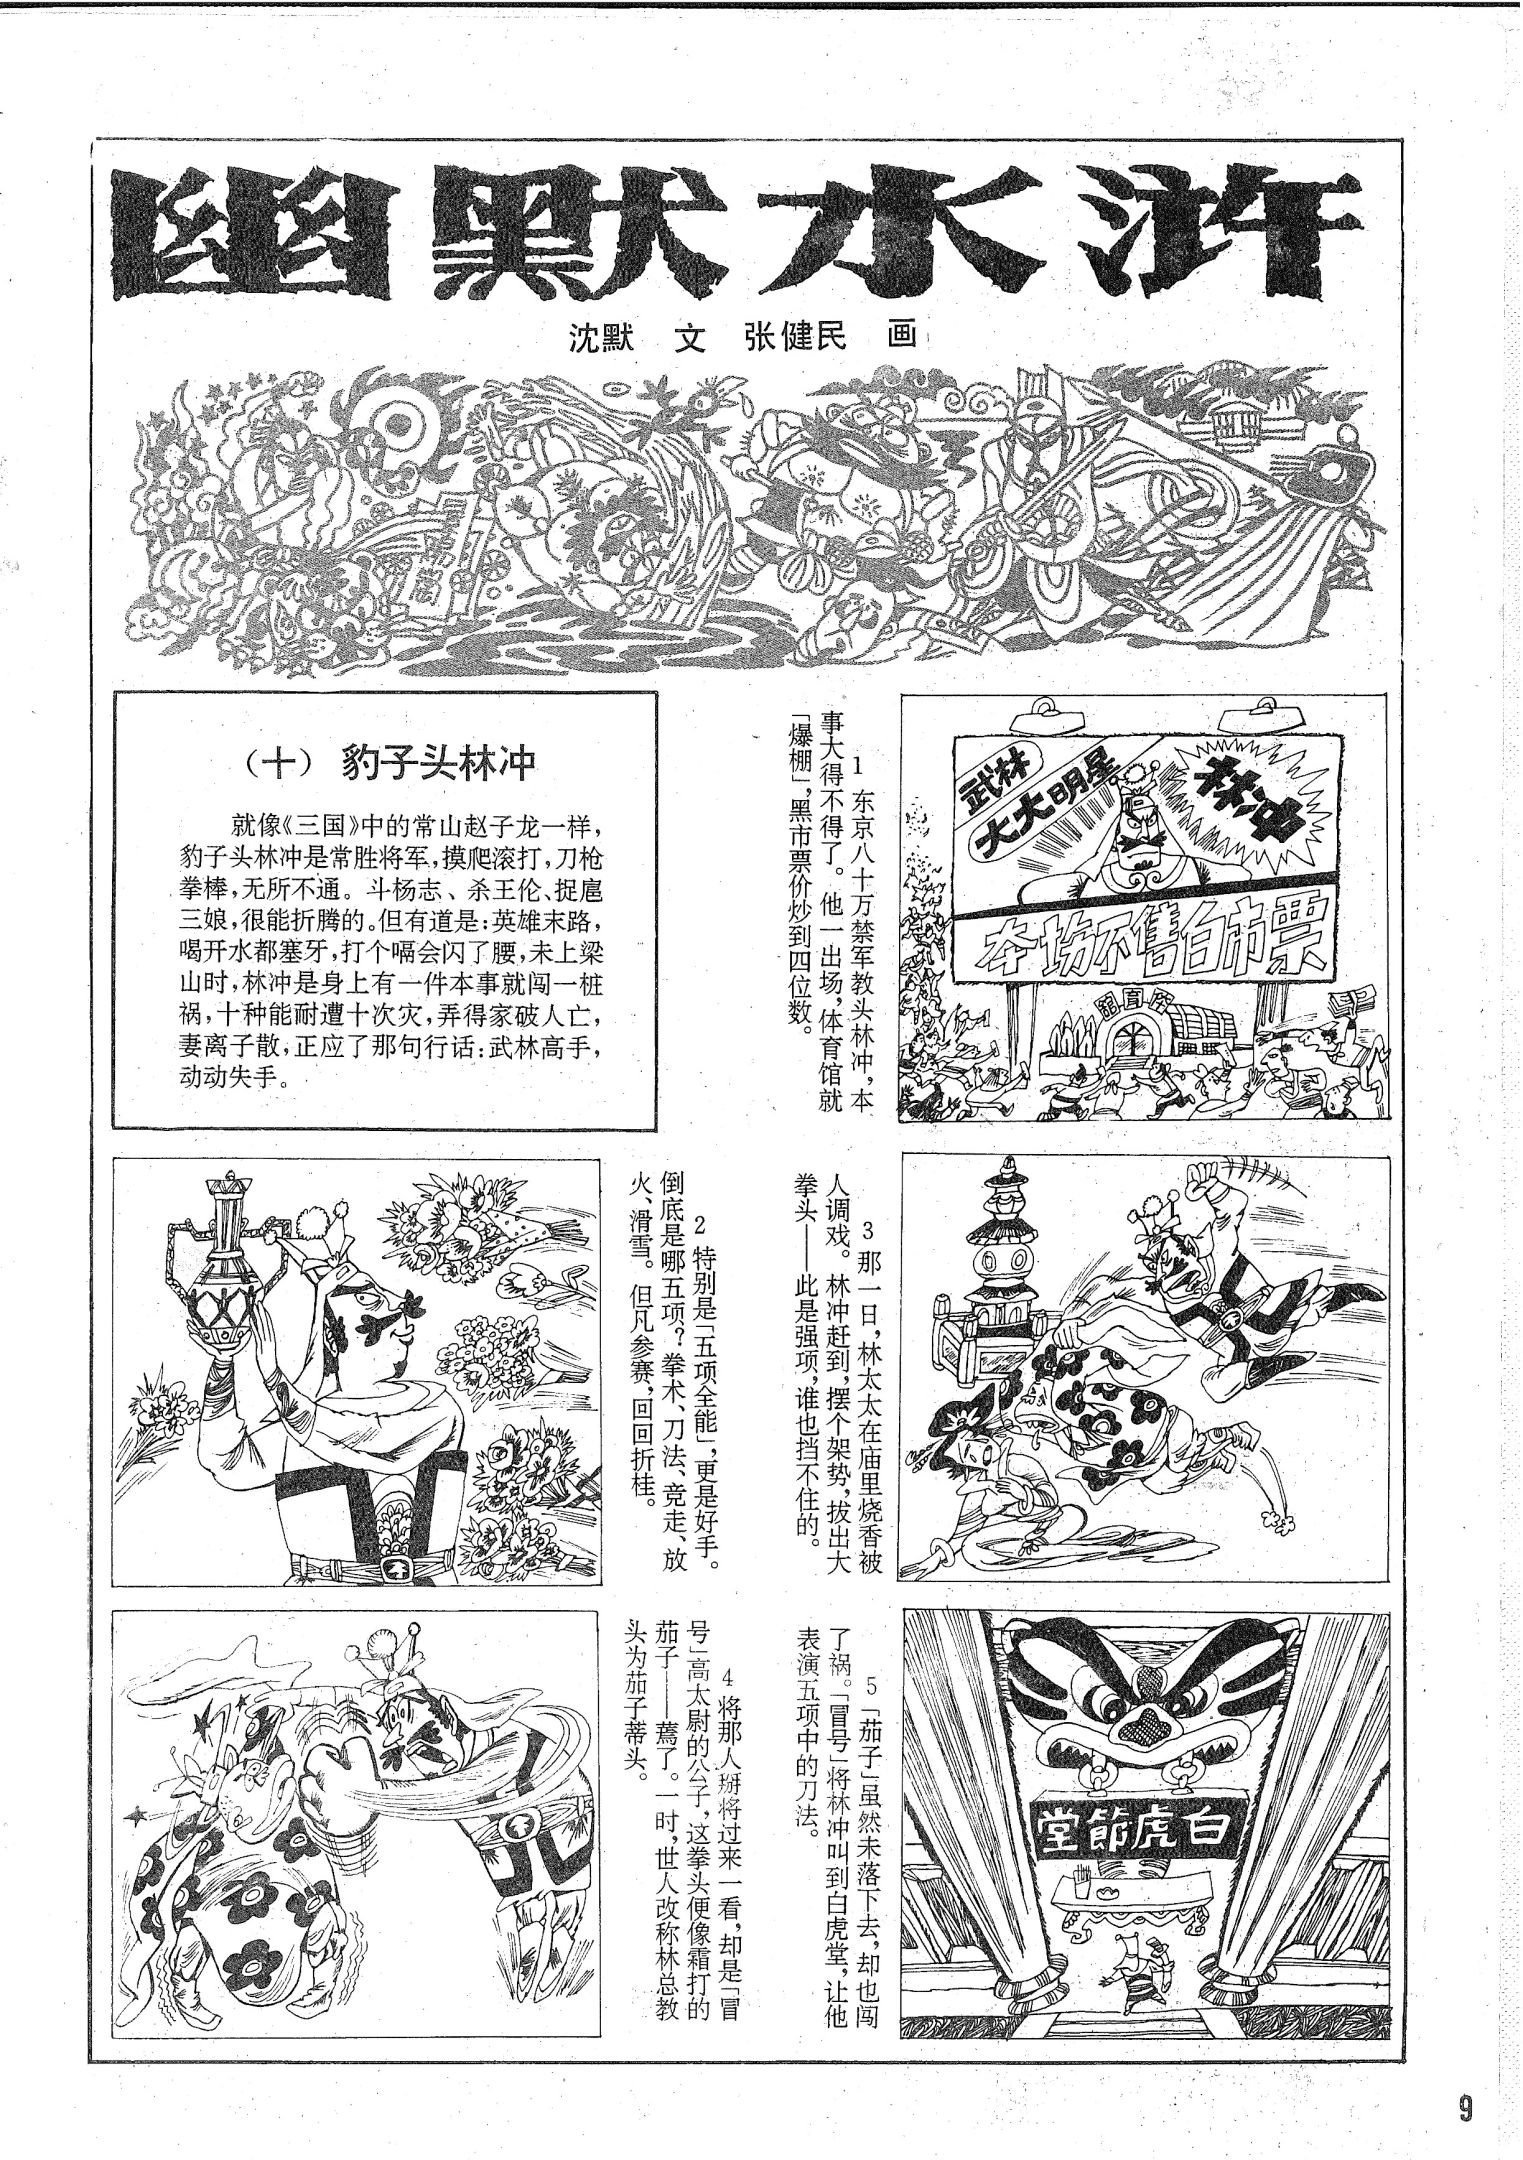 幽默水浒
沈默 文 张健民 画
(十) 豹子头林冲
就像《三国》中的常山赵子龙一样,
豹子头林冲是常胜将军,摸爬滚打,刀枪
拳棒,无所不通。斗杨志、杀王伦、捉扈
三娘,很能折腾的。但有道是:英雄末路,
喝开水都塞牙,打个嗝会闪了腰,未上梁
山时,林冲是身上有一件本事就闯一桩
祸,十种能耐遭十次灾,弄得家破人亡,
妻离子散,正应了那句行话:武林高手,
动动失手。
1 东京八十万禁军教头林冲,本
事大得不得了。他一出场,体育馆就
「爆棚」,黑市票价炒到四位数。
武林
大大明星
林冲
本场不售白市票
体育馆
2 特别是「五项全能」,更是好手。
倒底是哪五项?拳术、刀法、竞走、放
火、滑雪。但凡参赛,回回折桂。
3 那一日,林太太在庙里烧香被
人调戏。林冲赶到,摆个架势,拔出大
拳头——此是强项,谁也挡不住的。
4 将那人掰将过来一看,却是「冒
号」高太尉的公子,这拳头便像霜打的
茄子——蔫了。一时,世人改称林总教
头为茄子蒂头。
5 「茄子」虽然未落下去,却也闯
了祸。「冒号」将林冲叫到白虎堂,让他
表演五项中的刀法。
白虎節堂
9